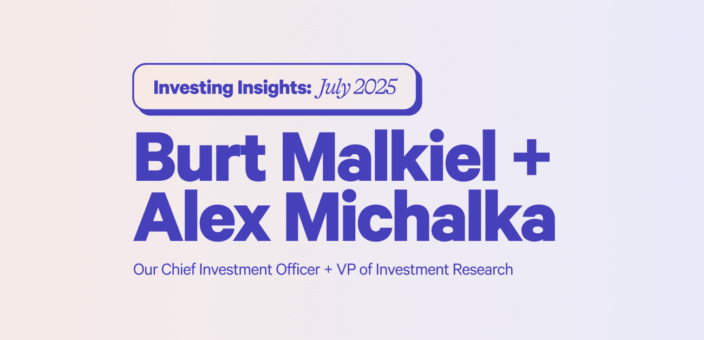 Investing Insights: July 2025
Burt Malkiel +
Alex Michalka
Our Chief Investment Officer + VP of Investment Research